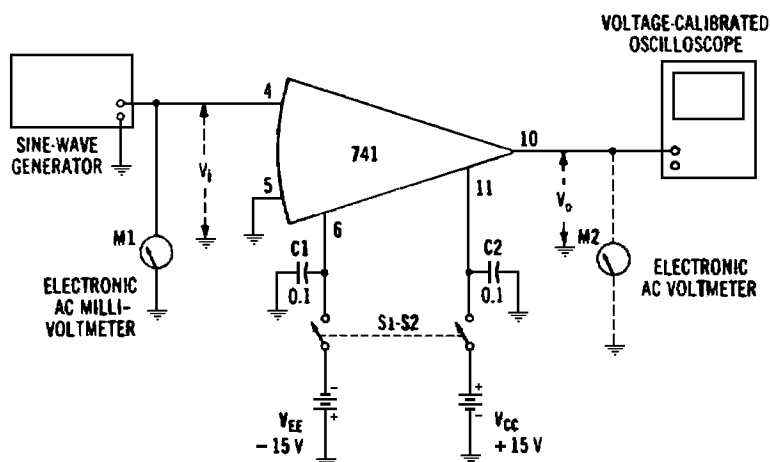 VOLTAGE-CALIBRATED
OSCILLOSCOPE
SINE-WAVE
GENERATOR
Vi
4
5
741
6
10
11
Vo
M1
ELECTRONIC
AC MILLI-
VOLTMETER
C1
0.1
C2
0.1
M2
ELECTRONIC
AC VOLTMETER
S1-S2
-
+
VEE
-15 V
+
-
VCC
+15 V